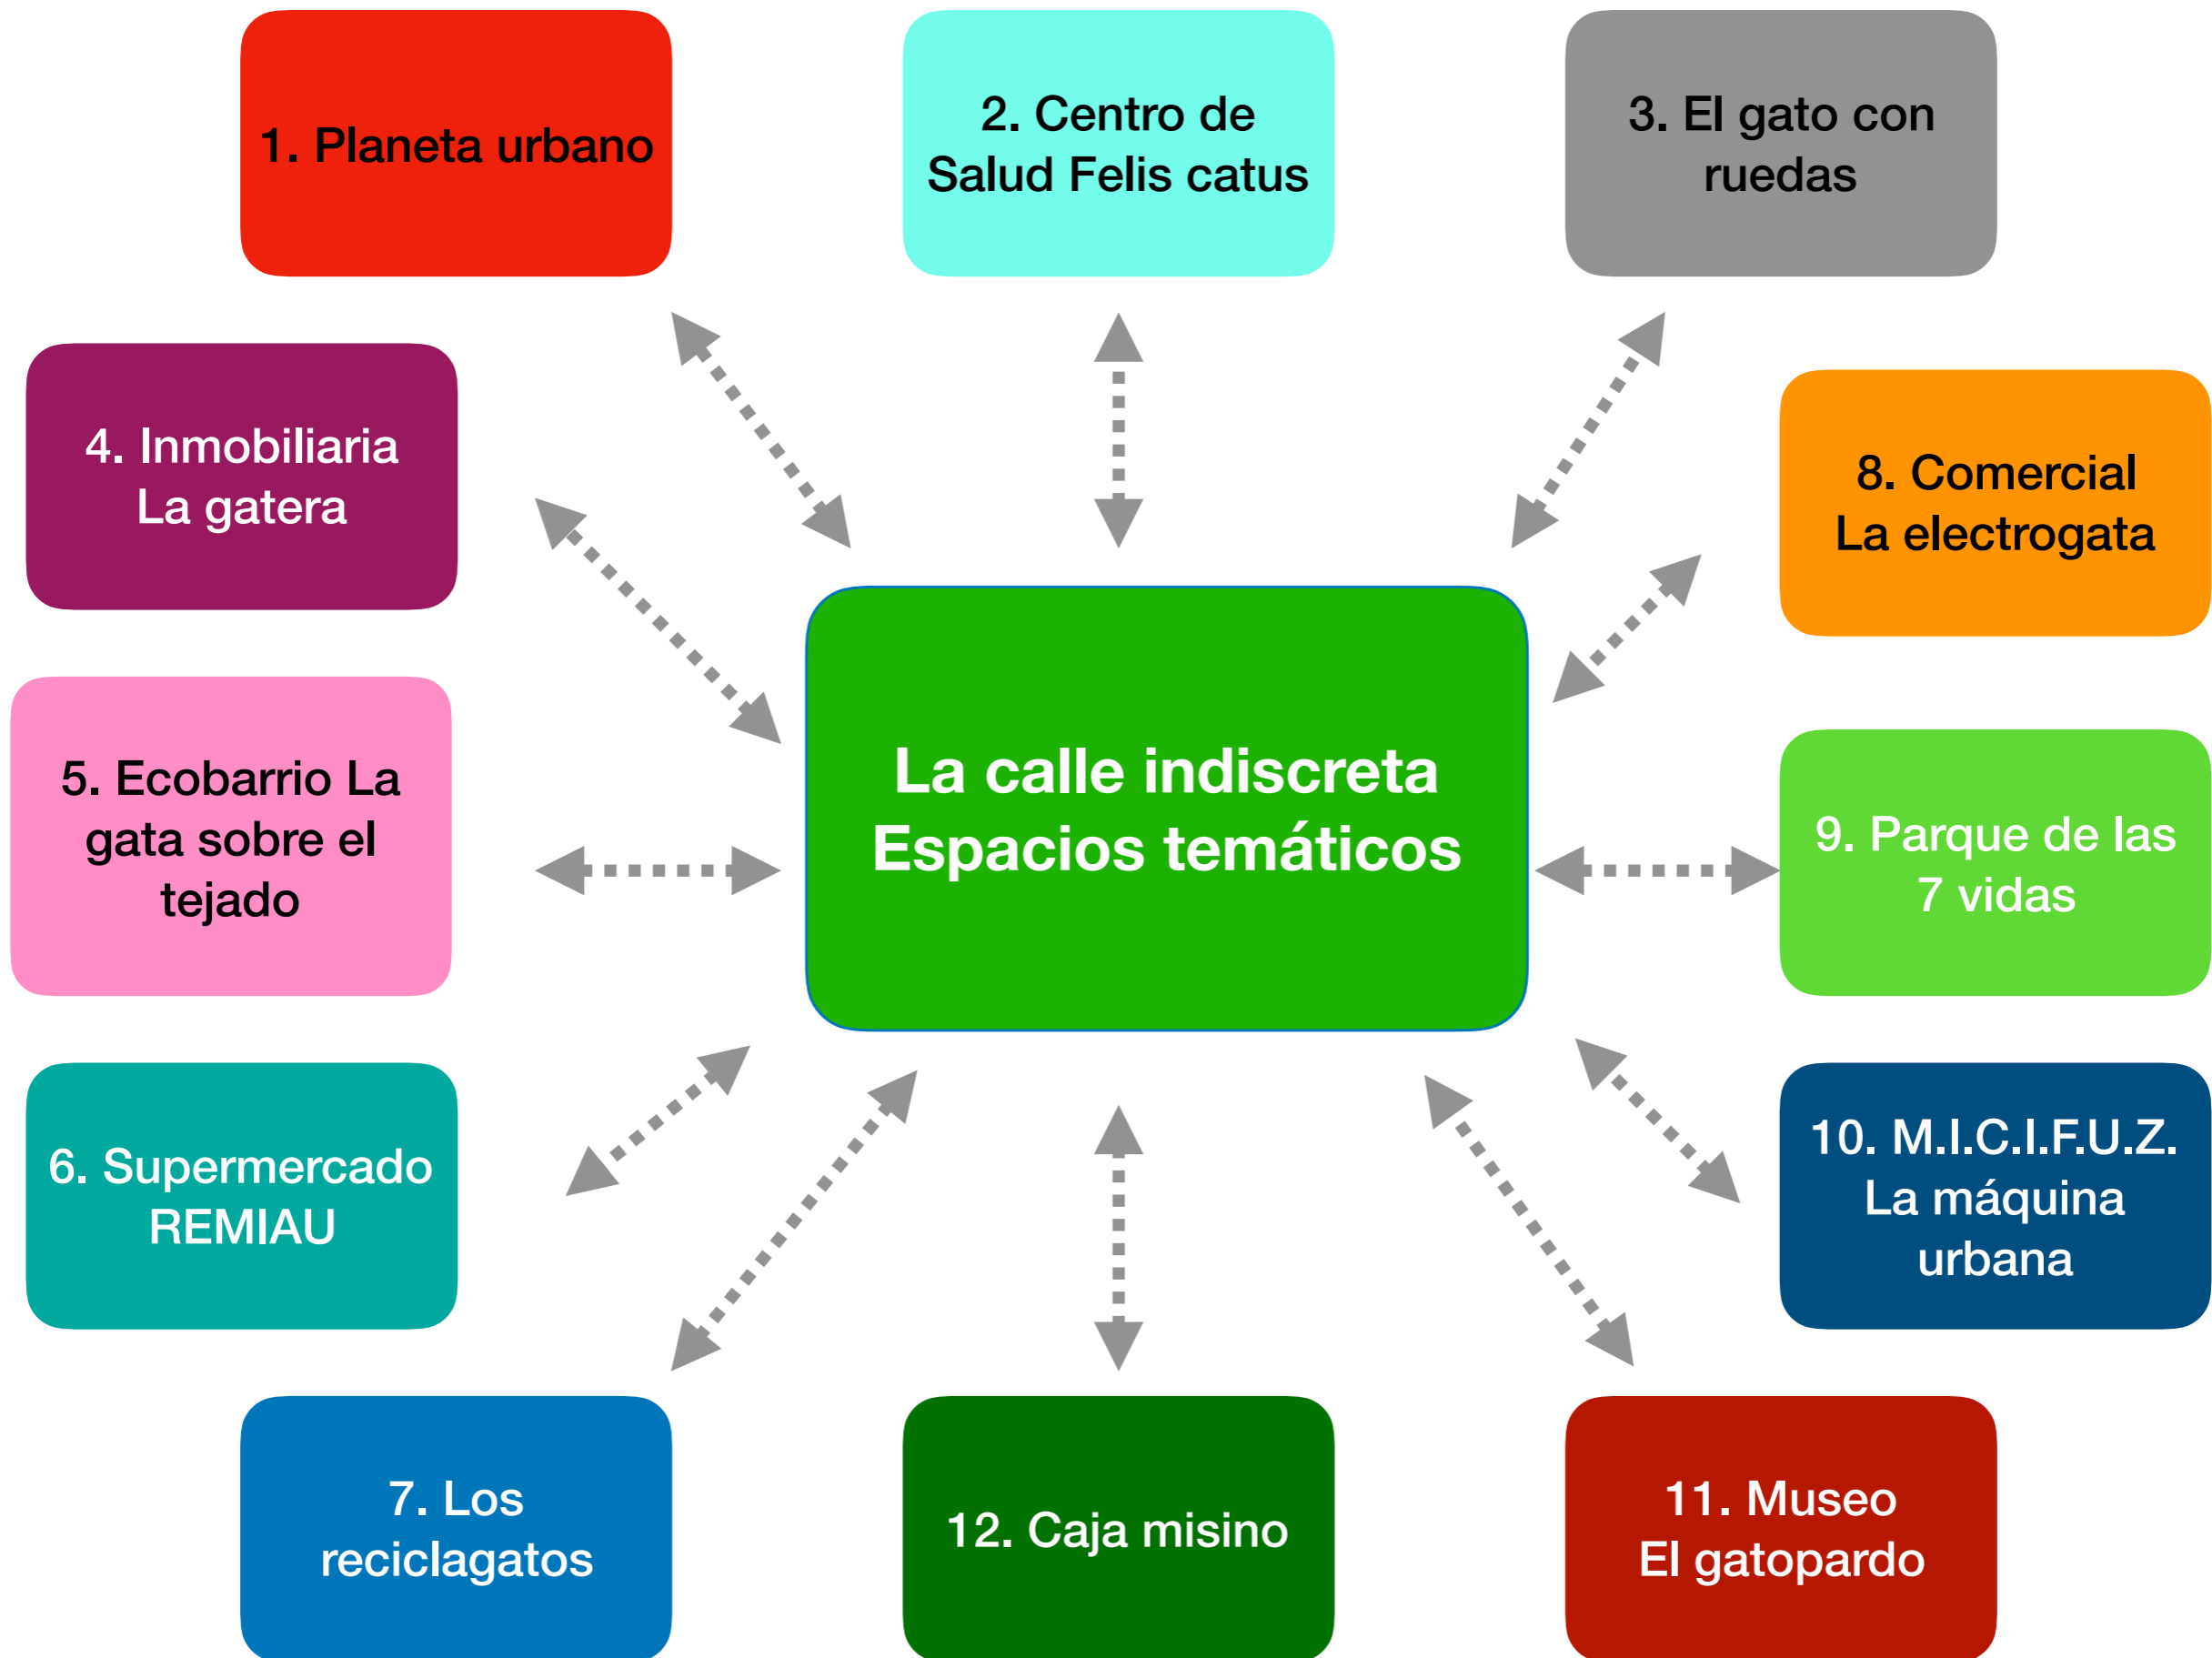 1. Planeta urbano
2. Centro de
Salud Felis catus
3. El gato con
ruedas
4. Inmobiliaria
La gatera
8. Comercial
La electrogata
La calle indiscreta
Espacios temáticos
5. Ecobarrio La
gata sobre el
tejado
9. Parque de las
7 vidas
6. Supermercado
REMIAU
10. M.I.C.I.F.U.Z.
La máquina
urbana
7. Los
reciclagatos
12. Caja misino
11. Museo
El gatopardo